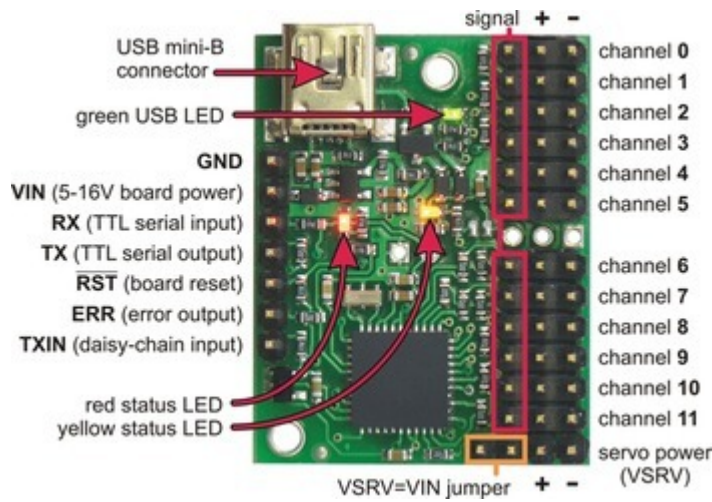 signal + -
USB mini-B
connector
green USB LED
GND
VIN (5-16V board power)
RX (TTL serial input)
TX (TTL serial output)
RST (board reset)
ERR (error output)
TXIN (daisy-chain input)
red status LED
yellow status LED
channel 0
channel 1
channel 2
channel 3
channel 4
channel 5
channel 6
channel 7
channel 8
channel 9
channel 10
channel 11
servo power
(VSRV)
VSRV=VIN jumper + -